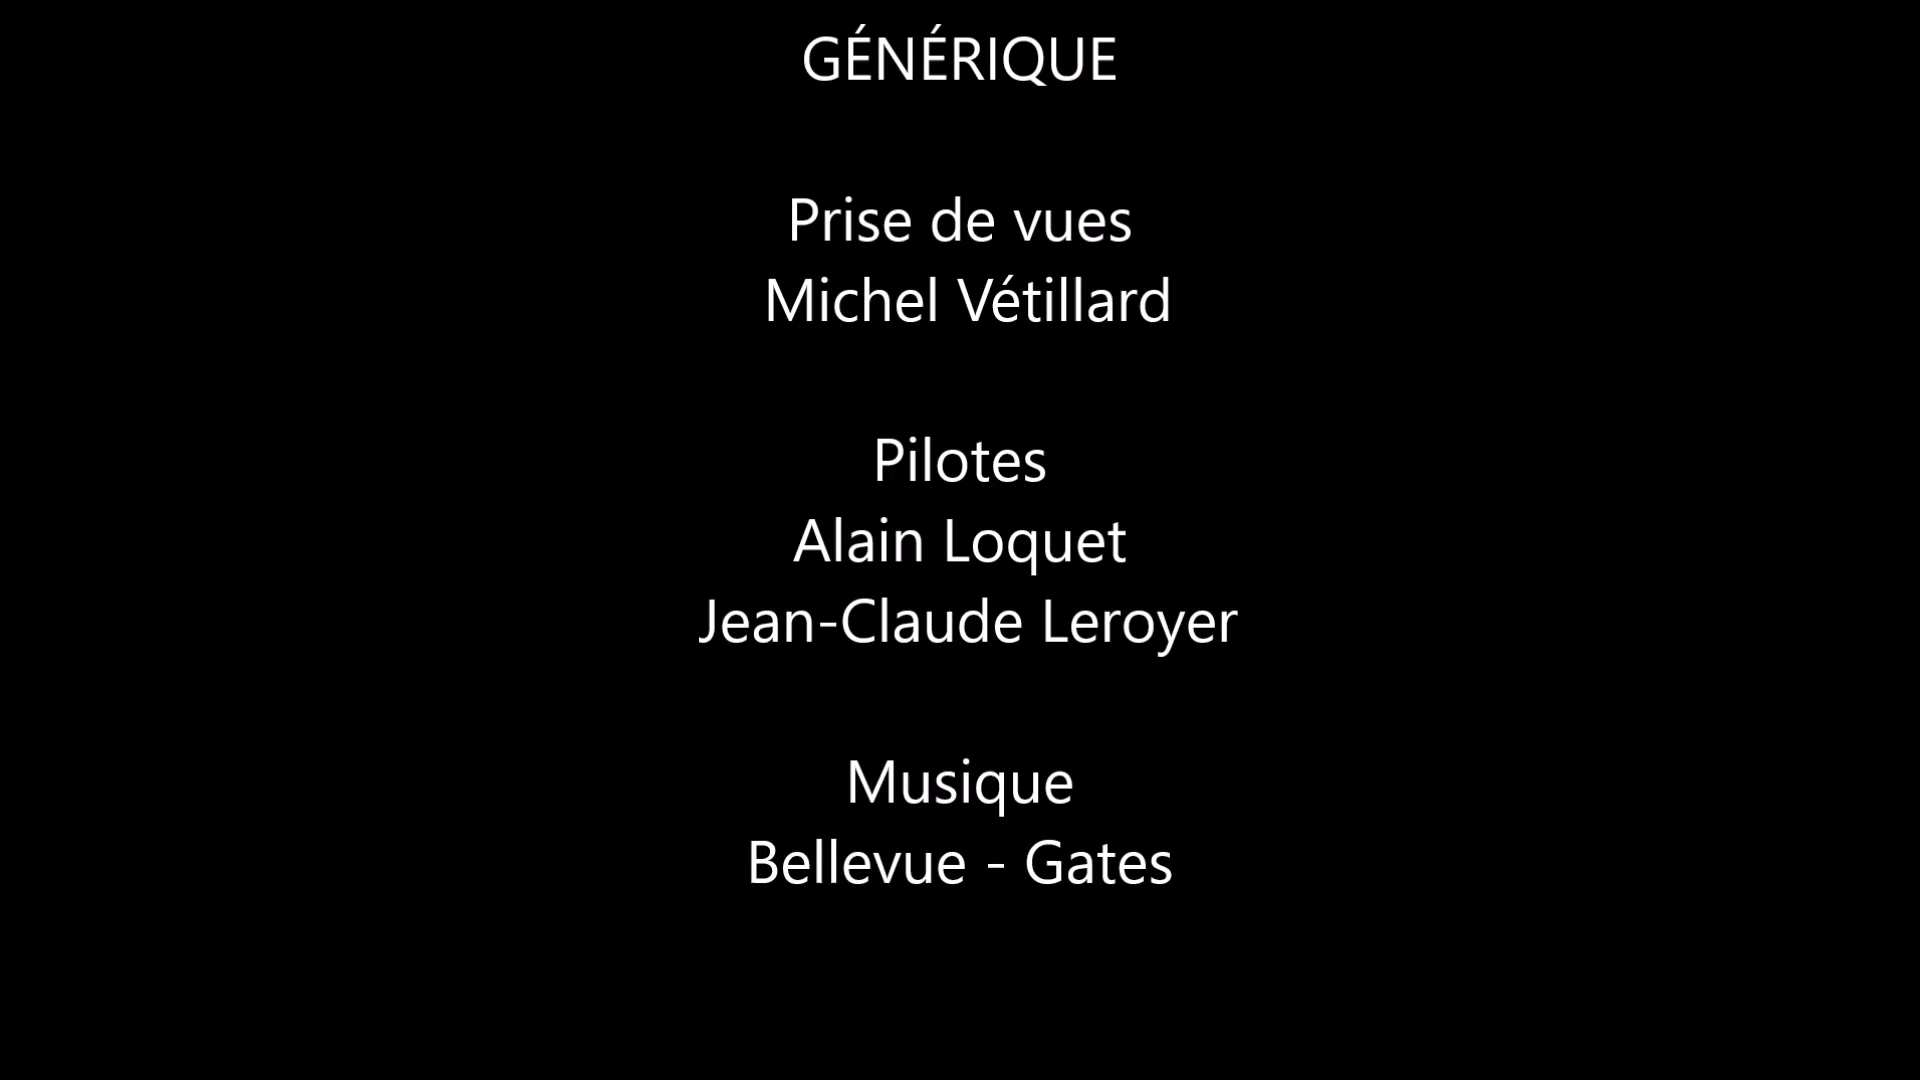 GÉNÉRIQUE
Prise de vues
Michel Vétillard
Pilotes
Alain Loquet
Jean-Claude Leroyer
Musique
Bellevue - Gates